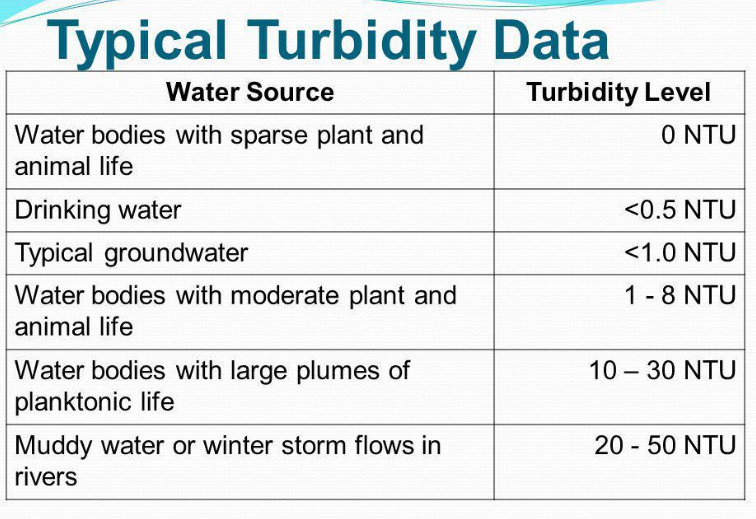 Typical Turbidity Data
Water Source Turbidity Level
Water bodies with sparse plant and 0 NTU
animal life
Drinking water <0.5 NTU
Typical groundwater <1.0 NTU
Water bodies with moderate plant and 1 - 8 NTU
animal life
Water bodies with large plumes of 10 – 30 NTU
planktonic life
Muddy water or winter storm flows in 20 - 50 NTU
rivers